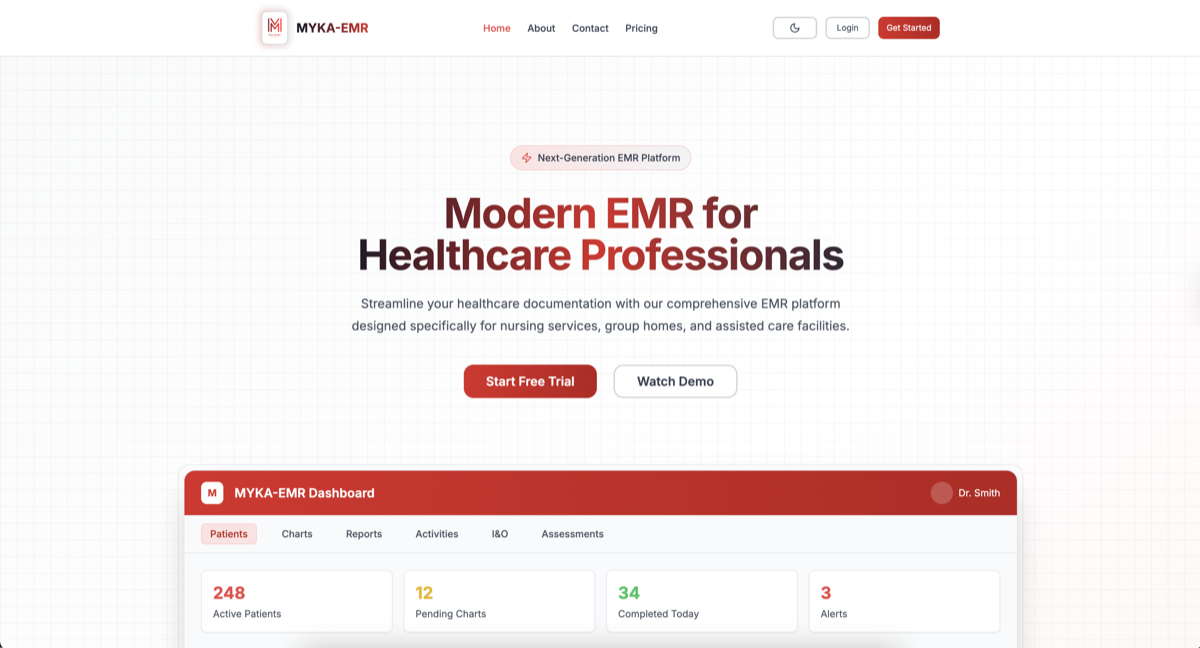 MYKA-EMR
Home
About
Contact
Pricing
Login
Get Started
Next-Generation EMR Platform
Modern EMR for
Healthcare Professionals
Streamline your healthcare documentation with our comprehensive EMR platform
designed specifically for nursing services, group homes, and assisted care facilities.
Start Free Trial
Watch Demo
M
MYKA-EMR Dashboard
Dr. Smith
Patients
Charts
Reports
Activities
I&O
Assessments
248
Active Patients
12
Pending Charts
34
Completed Today
3
Alerts